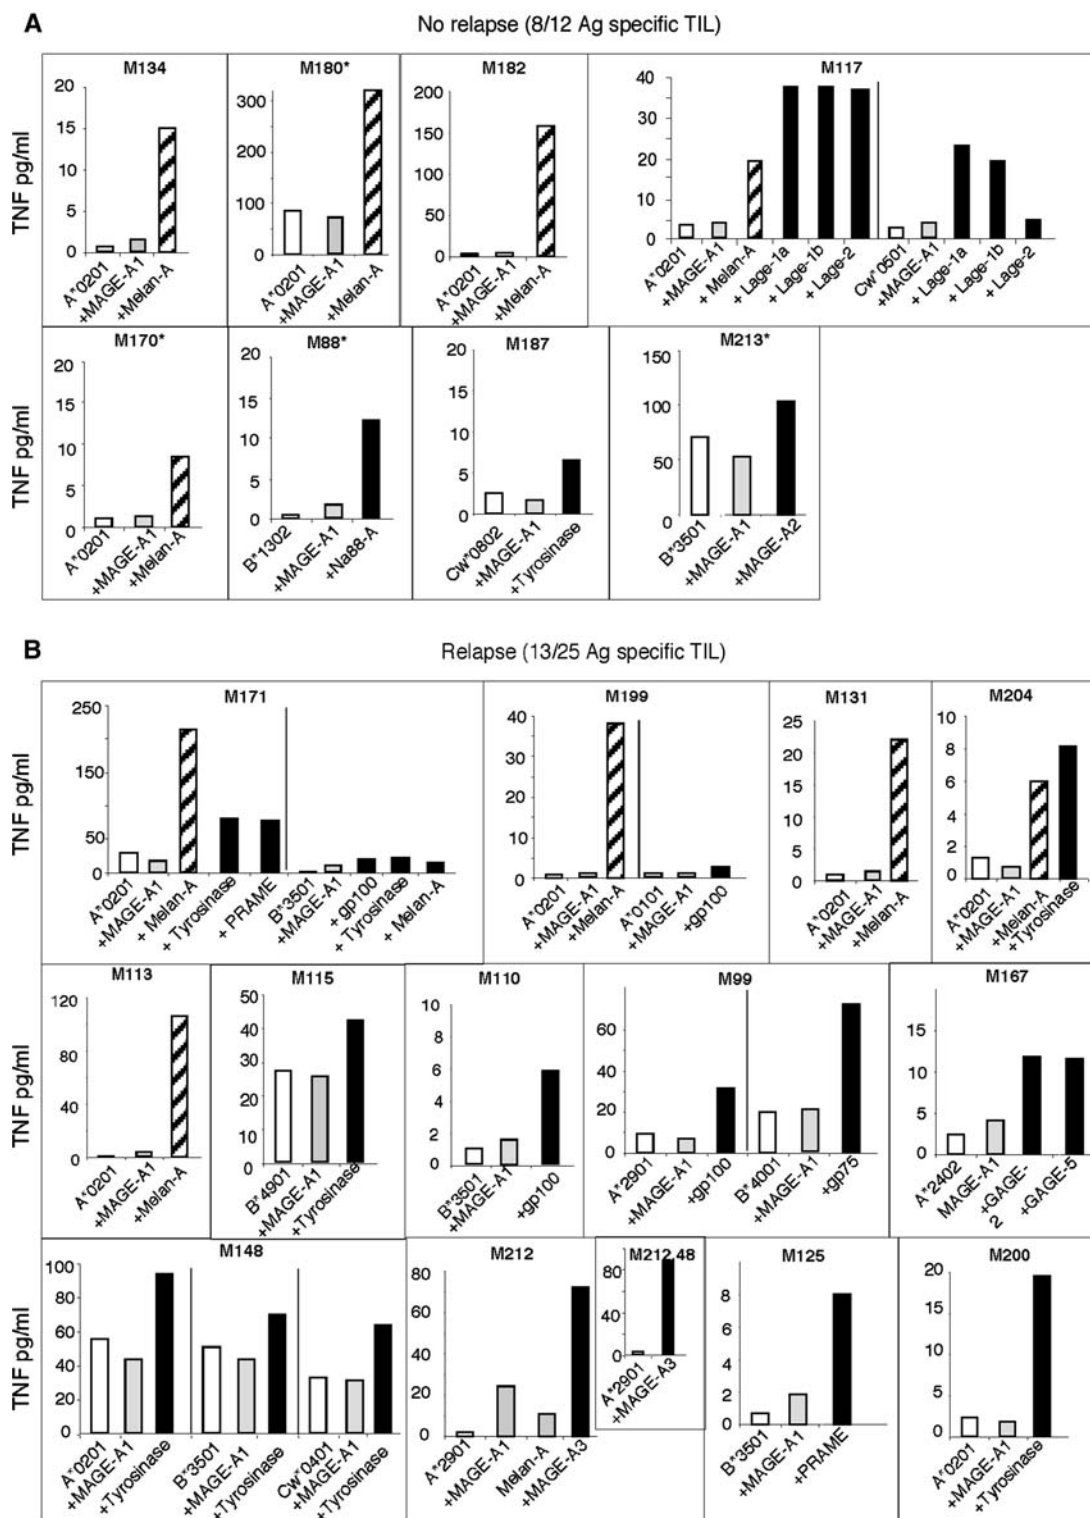 A
No relapse (8/12 Ag specific TIL)
M134
TNF pg/ml
20
15
10
5
0
A*0201
+MAGE-A1
+Melan-A
M180*
300
200
100
0
A*0201
+MAGE-A1
+Melan-A
M182
200
150
100
50
0
A*0201
+MAGE-A1
+Melan-A
M117
40
30
20
10
0
A*0201
+MAGE-A1
+ Melan-A
+ Lage-1a
+ Lage-1b
+ Lage-2
Cw*0501
+MAGE-A1
+ Lage-1a
+ Lage-1b
+ Lage-2
M170*
TNF pg/ml
20
15
10
5
0
A*0201
+MAGE-A1
+Melan-A
M88*
20
15
10
5
0
B*1302
+MAGE-A1
+Na88-A
M187
20
15
10
5
0
Cw*0802
+MAGE-A1
+Tyrosinase
M213*
150
100
50
0
B*3501
+MAGE-A1
+MAGE-A2
B
Relapse (13/25 Ag specific TIL)
M171
TNF pg/ml
250
150
50
0
A*0201
+MAGE-A1
+ Melan-A
+ Tyrosinase
+ PRAME
B*3501
+MAGE-A1
+ gp100
+ Tyrosinase
+ Melan-A
M199
40
30
20
10
0
A*0201
+MAGE-A1
+Melan-A
A*0101
+MAGE-A1
+gp100
M131
25
20
15
10
5
0
A*0201
+MAGE-A1
+Melan-A
M204
10
8
6
4
2
0
A*0201
+MAGE-A1
+Melan-A
+Tyrosinase
M113
TNF pg/ml
120
80
40
0
A*0201
+MAGE-A1
+Melan-A
M115
50
40
30
20
10
0
B*4901
+MAGE-A1
+Tyrosinase
M110
10
8
6
4
2
0
B*3501
+MAGE-A1
+gp100
M99
60
40
20
0
A*2901
+MAGE-A1
+gp100
B*4001
+MAGE-A1
+gp75
M167
15
10
5
0
A*2402
MAGE-A1
+GAGE-
2
+GAGE-5
M148
TNF pg/ml
100
80
60
40
20
0
A*0201
+MAGE-A1
+Tyrosinase
B*3501
+MAGE-A1
+Tyrosinase
Cw*0401
+MAGE-A1
+Tyrosinase
M212
80
60
40
20
0
A*2901
+MAGE-A1
Melan-A
+MAGE-A3
M212.48
80
60
40
20
0
A*2901
+MAGE-A3
M125
8
6
4
2
0
B*3501
+MAGE-A1
+PRAME
M200
20
15
10
5
0
A*0201
+MAGE-A1
+Tyrosinase